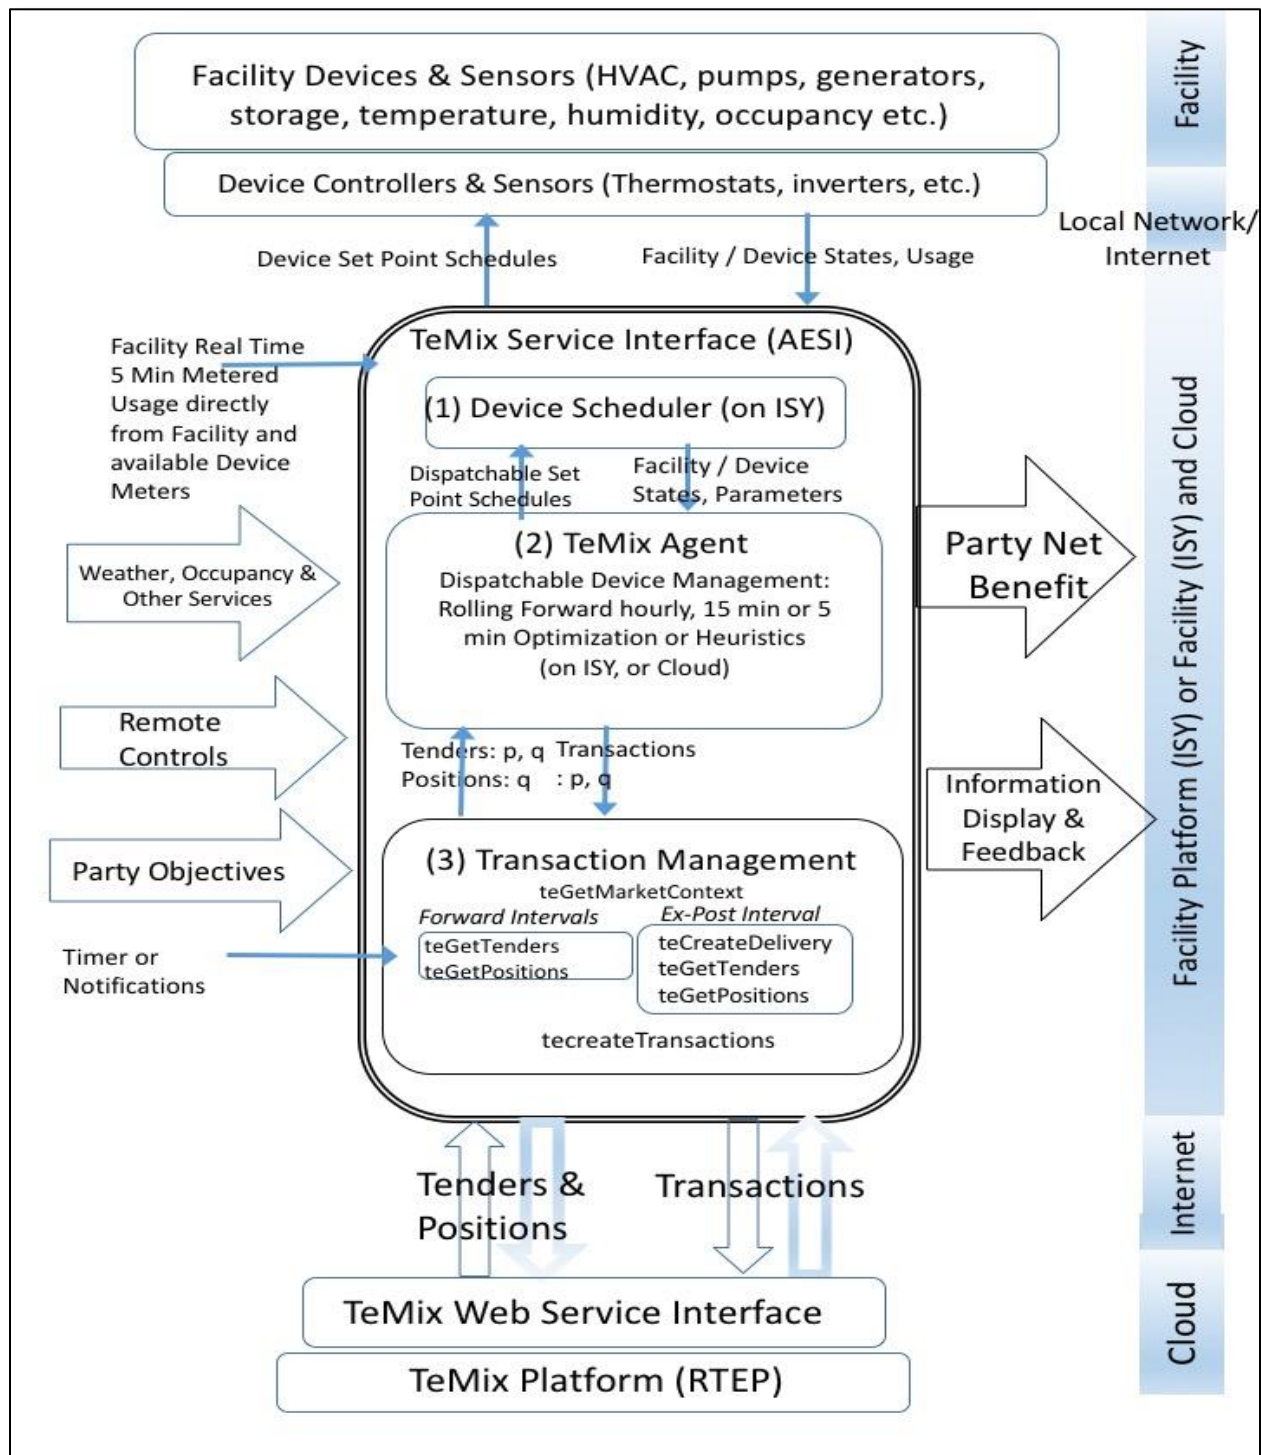 Facility Devices & Sensors (HVAC, pumps, generators,
storage, temperature, humidity, occupancy etc.)
Device Controllers & Sensors (Thermostats, inverters, etc.)
Device Set Point Schedules
Facility / Device States, Usage
TeMix Service Interface (AESI)
Facility Real Time
5 Min Metered
Usage directly
from Facility and
available Device
Meters
(1) Device Scheduler (on ISY)
Dispatchable Set
Point Schedules
Facility / Device
States, Parameters
(2) TeMix Agent
Dispatchable Device Management:
Rolling Forward hourly, 15 min or 5
min Optimization or Heuristics
(on ISY, or Cloud)
Weather, Occupancy &
Other Services
Remote
Controls
Party Objectives
Timer or
Notifications
Tenders: p, q
Positions: q
Transactions
: p, q
(3) Transaction Management
teGetMarketContext
Forward Intervals
teGetTenders
teGetPositions
Ex-Post Interval
teCreateDelivery
teGetTenders
teGetPositions
tecreateTransactions
Party Net
Benefit
Information
Display &
Feedback
Tenders &
Positions
Transactions
TeMix Web Service Interface
TeMix Platform (RTEP)
Facility
Local Network/
Internet
Facility Platform (ISY) or Facility (ISY) and Cloud
Internet
Cloud